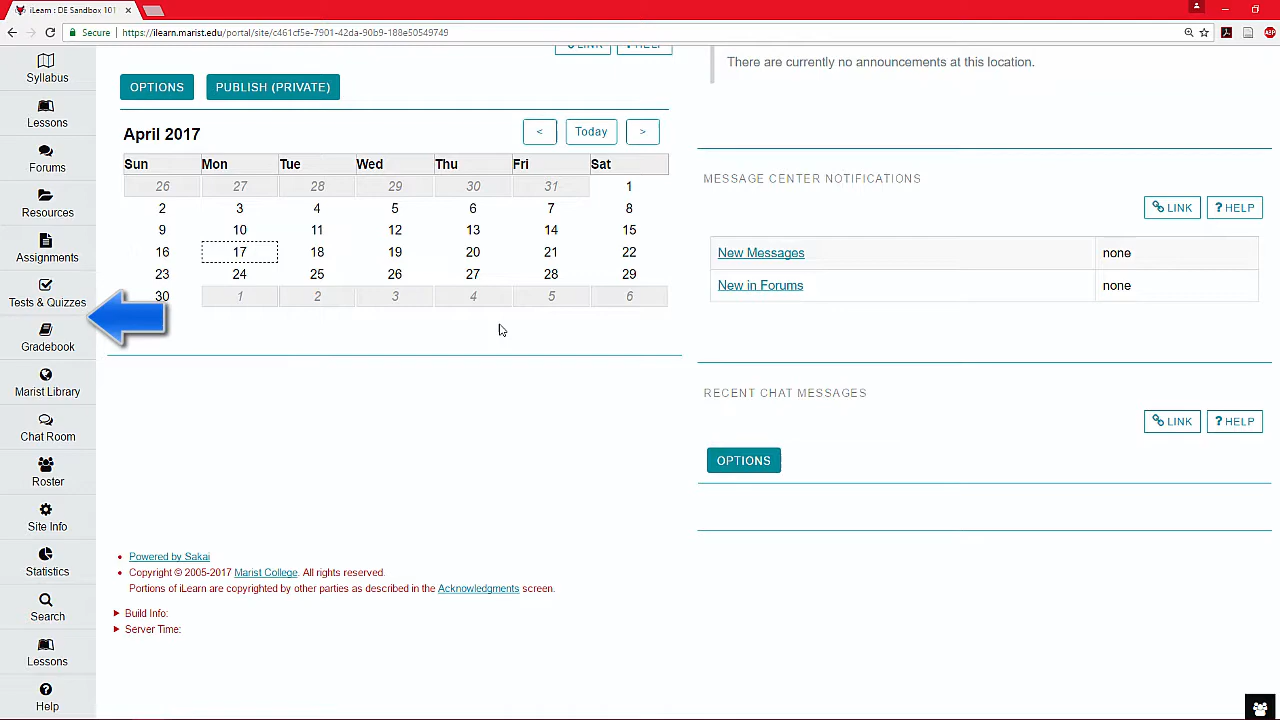 iLearn : DE Sandbox 101
Secure
https://ilearn.marist.edu/portal/site/c461cf5e-7901-42da-90b9-188e50549749
Syllabus
Lessons
Forums
Resources
Assignments
Tests & Quizzes
Gradebook
Marist Library
Chat Room
Roster
Site Info
Statistics
Search
Lessons
Help
LINK
? HELP
OPTIONS
PUBLISH (PRIVATE)
April 2017
< Today >
Sun Mon Tue Wed Thu Fri Sat
26 27 28 29 30 31 1
2 3 4 5 6 7 8
9 10 11 12 13 14 15
16 17 18 19 20 21 22
23 24 25 26 27 28 29
30 1 2 3 4 5 6
Powered by Sakai
Copyright © 2005-2017 Marist College. All rights reserved.
Portions of iLearn are copyrighted by other parties as described in the Acknowledgments screen.
Build Info:
Server Time:
There are currently no announcements at this location.
MESSAGE CENTER NOTIFICATIONS
LINK ? HELP
New Messages none
New in Forums none
RECENT CHAT MESSAGES
LINK ? HELP
OPTIONS